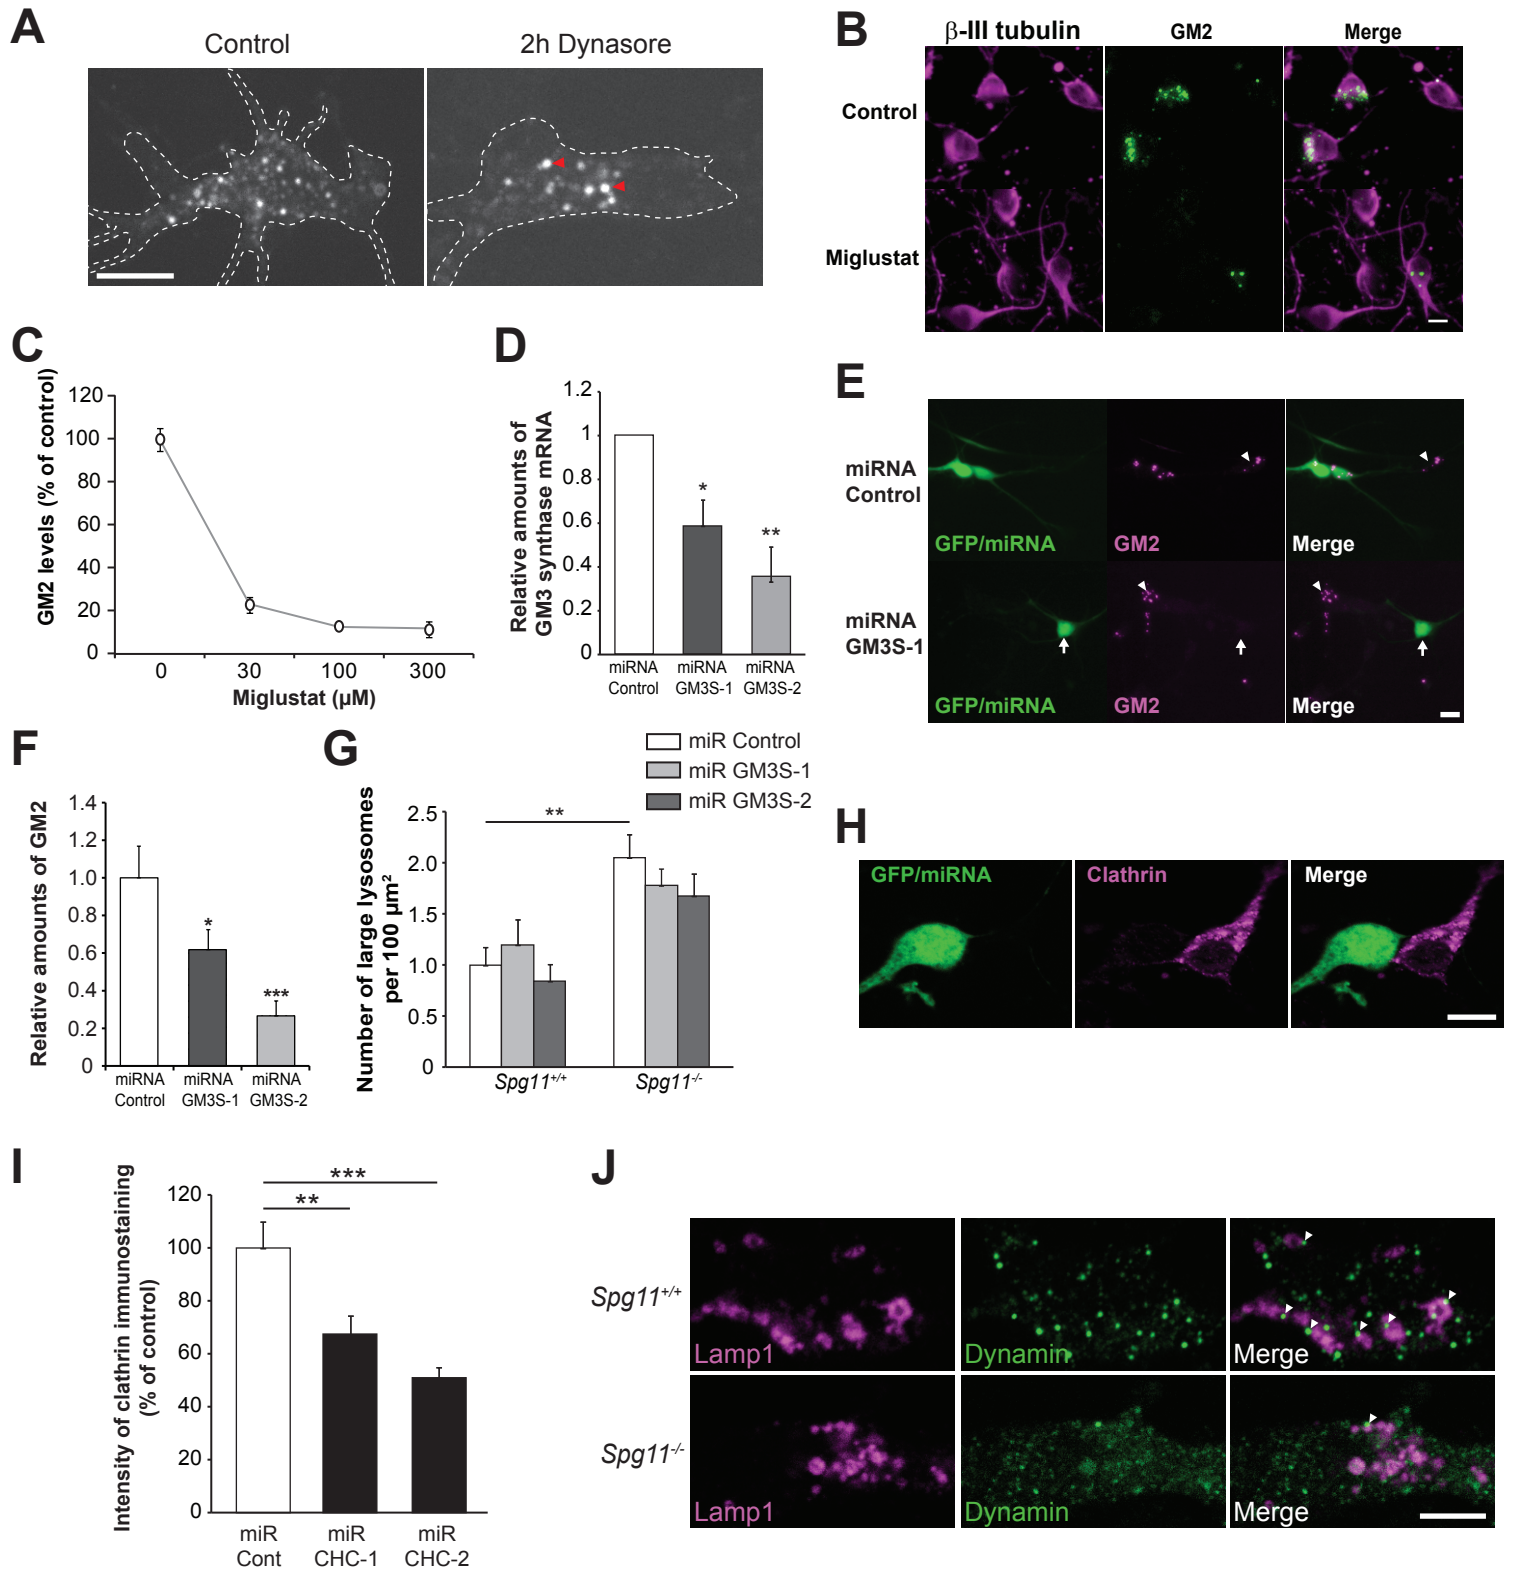 A
Control
2h Dynasore
B
β-III tubulin
GM2
Merge
Control
Miglustat
C
GM2 levels (% of control)
120
100
80
60
40
20
0
0
30
100
300
Miglustat (µM)
D
Relative amounts of
GM3 synthase mRNA
1.2
1
0.8
0.6
0.4
0.2
0
*
**
miRNA
Control
miRNA
GM3S-1
miRNA
GM3S-2
E
miRNA
Control
GFP/miRNA
GM2
Merge
miRNA
GM3S-1
GFP/miRNA
GM2
Merge
F
Relative amounts of GM2
1.4
1.2
1.0
0.8
0.6
0.4
0.2
0
*
***
miRNA
Control
miRNA
GM3S-1
miRNA
GM3S-2
G
miR Control
miR GM3S-1
miR GM3S-2
Number of large lysosomes
per 100 µm²
2.5
2.0
1.5
1.0
0.5
0
**
Spg11+/+
Spg11-/-
H
GFP/miRNA
Clathrin
Merge
I
Intensity of clathrin immunostaining
(% of control)
120
100
80
60
40
20
0
***
**
miR
Cont
miR
CHC-1
miR
CHC-2
J
Spg11+/+
Lamp1
Dynamin
Merge
Spg11-/-
Lamp1
Dynamin
Merge